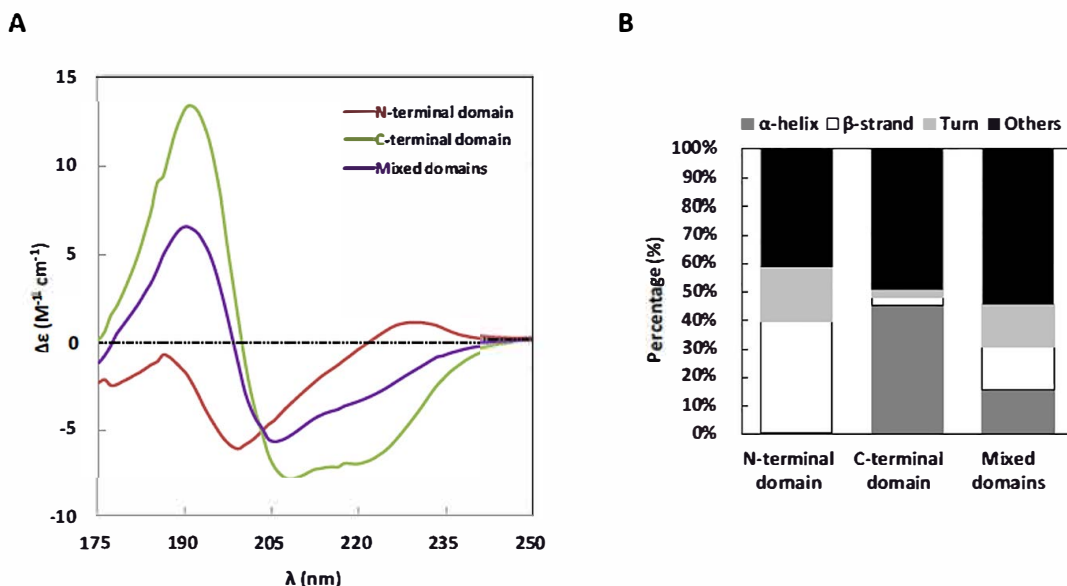 A
15
10
5
0
-5
-10
Δε (M⁻¹ cm⁻¹)
N-terminal domain
C-terminal domain
Mixed domains
175 190 205 220 235 250
λ (nm)
B
α-helix β-strand Turn Others
100%
90%
80%
70%
60%
50%
40%
30%
20%
10%
0%
Percentage (%)
N-terminal C-terminal Mixed
domain domain domains